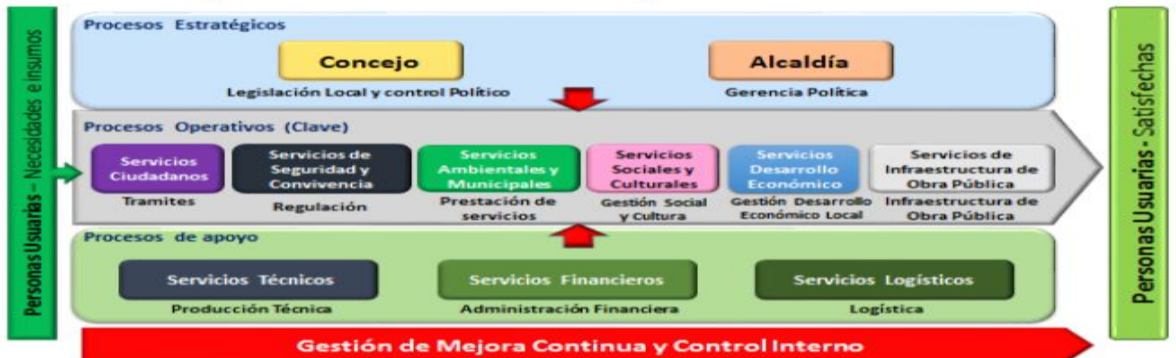 Personas Usuarias – Necesidades e insumos
Procesos Estratégicos
Concejo
Alcaldía
Legislación Local y control Político
Gerencia Política
Procesos Operativos (Clave)
Servicios
Ciudadanos
Tramites
Servicios de
Seguridad y
Convivencia
Regulación
Servicios
Ambientales y
Municipales
Prestación de
servicios
Servicios
Sociales y
Culturales
Gestión Social
y Cultura
Servicios
Desarrollo
Económico
Gestión Desarrollo
Económico Local
Servicios de
Infraestructura de
Obra Pública
Infraestructura de
Obra Pública
Procesos de apoyo
Servicios Técnicos
Producción Técnica
Servicios Financieros
Administración Financiera
Servicios Logísticos
Logística
Gestión de Mejora Continua y Control Interno
Personas Usuarias - Satisfechas